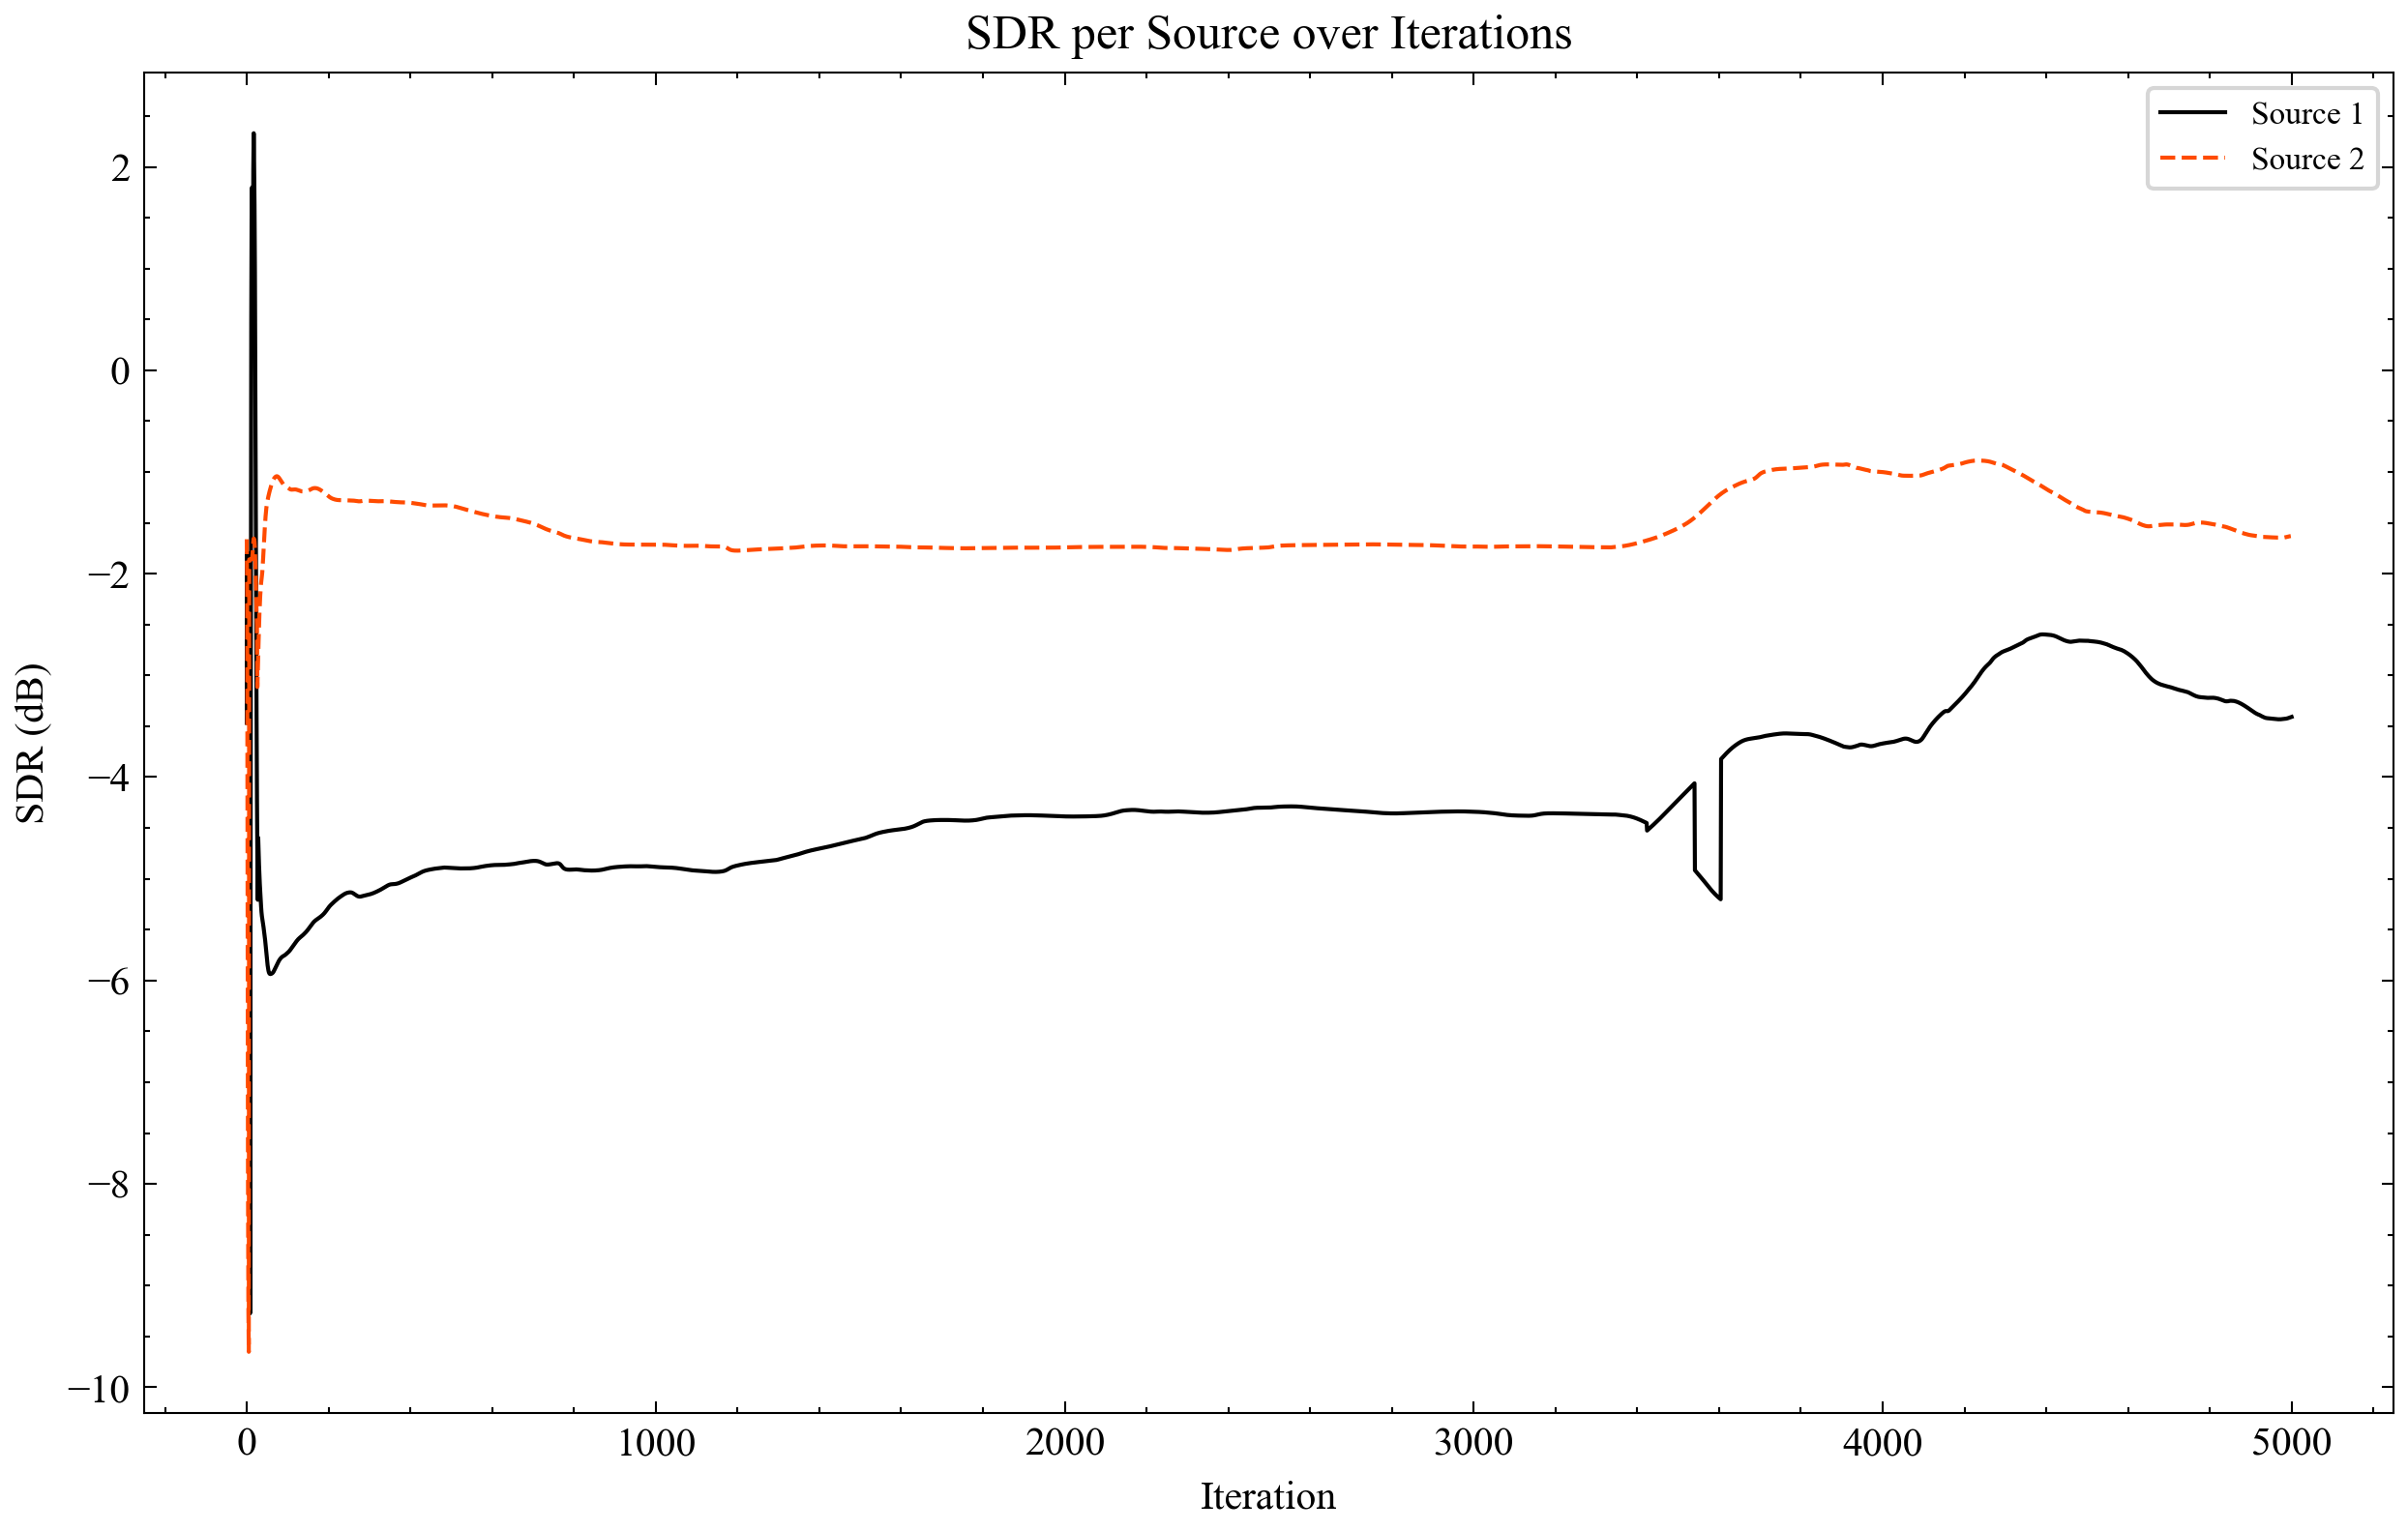 SDR per Source over Iterations
Source 1
Source 2
2
0
−2
−4
−6
−8
−10
SDR (dB)
0 1000 2000 3000 4000 5000
Iteration